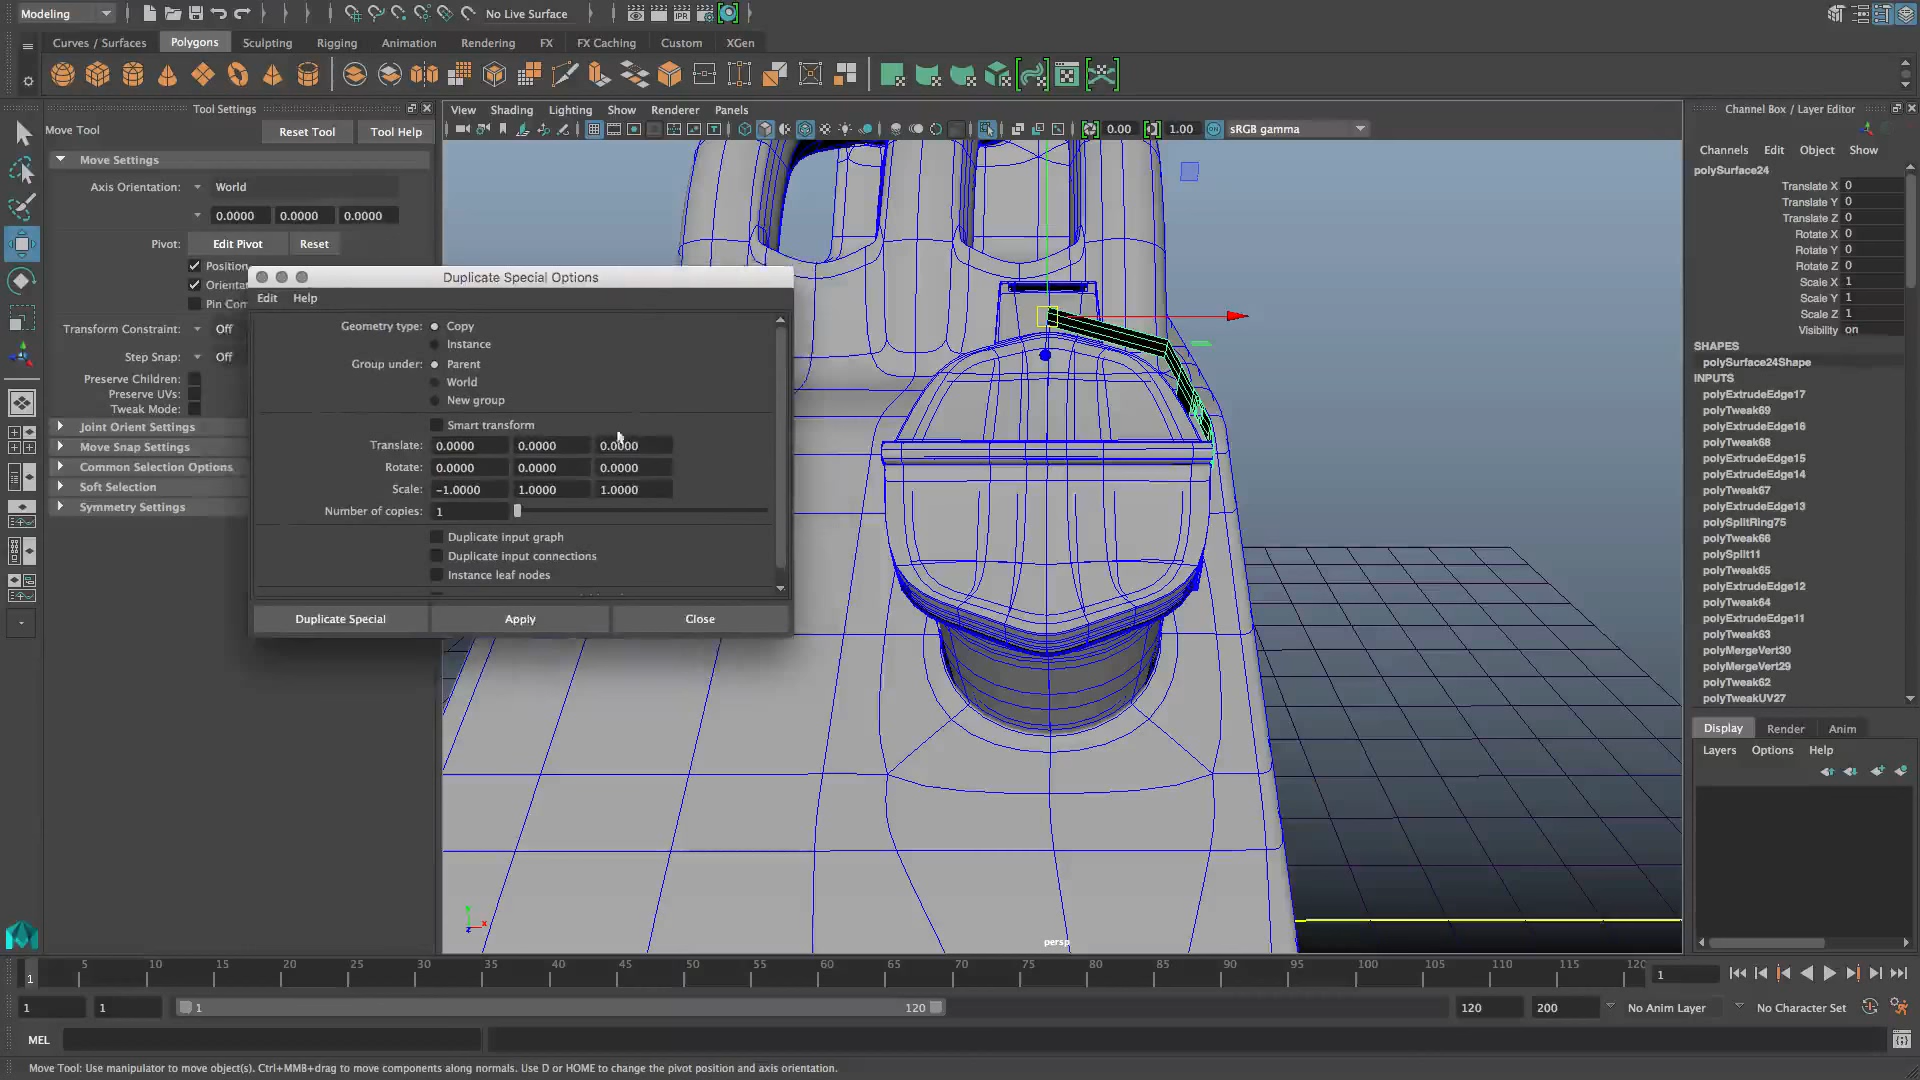 Modeling
No Live Surface
Curves / Surfaces Polygons Sculpting Rigging Animation Rendering FX FX Caching Custom XGen
Tool Settings
Move Tool Reset Tool Tool Help
Move Settings
Axis Orientation: World
0.0000 0.0000 0.0000
Pivot: Edit Pivot Reset
Position
Orienta
Pin Com
Transform Constraint: Off
Step Snap: Off
Preserve Children:
Preserve UVs:
Tweak Mode:
Joint Orient Settings
Move Snap Settings
Common Selection Options
Soft Selection
Symmetry Settings
Duplicate Special Options
Edit Help
Geometry type: Copy
Instance
Group under: Parent
World
New group
Smart transform
Translate: 0.0000 0.0000 0.0000
Rotate: 0.0000 0.0000 0.0000
Scale: -1.0000 1.0000 1.0000
Number of copies: 1
Duplicate input graph
Duplicate input connections
Instance leaf nodes
Duplicate Special Apply Close
View Shading Lighting Show Renderer Panels
0.00 1.00 sRGB gamma
persp
Channel Box / Layer Editor
Channels Edit Object Show
polySurface24
Translate X 0
Translate Y 0
Translate Z 0
Rotate X 0
Rotate Y 0
Rotate Z 0
Scale X 1
Scale Y 1
Scale Z 1
Visibility on
SHAPES
polySurface24Shape
INPUTS
polyExtrudeEdge17
polyTweak69
polyExtrudeEdge16
polyTweak68
polyExtrudeEdge15
polyExtrudeEdge14
polyTweak67
polyExtrudeEdge13
polySplitRing75
polyTweak66
polySplit11
polyTweak65
polyExtrudeEdge12
polyTweak64
polyExtrudeEdge11
polyTweak63
polyMergeVert30
polyMergeVert29
polyTweak62
polyTweakUV27
Display Render Anim
Layers Options Help
1 5 10 15 20 25 30 35 40 45 50 55 60 65 70 75 80 85 90 95 100 105 110 115 120 1
1 1 1 120 120 200 No Anim Layer No Character Set
MEL
Move Tool: Use manipulator to move object(s). Ctrl+MMB+drag to move components along normals. Use D or HOME to change the pivot position and axis orientation.